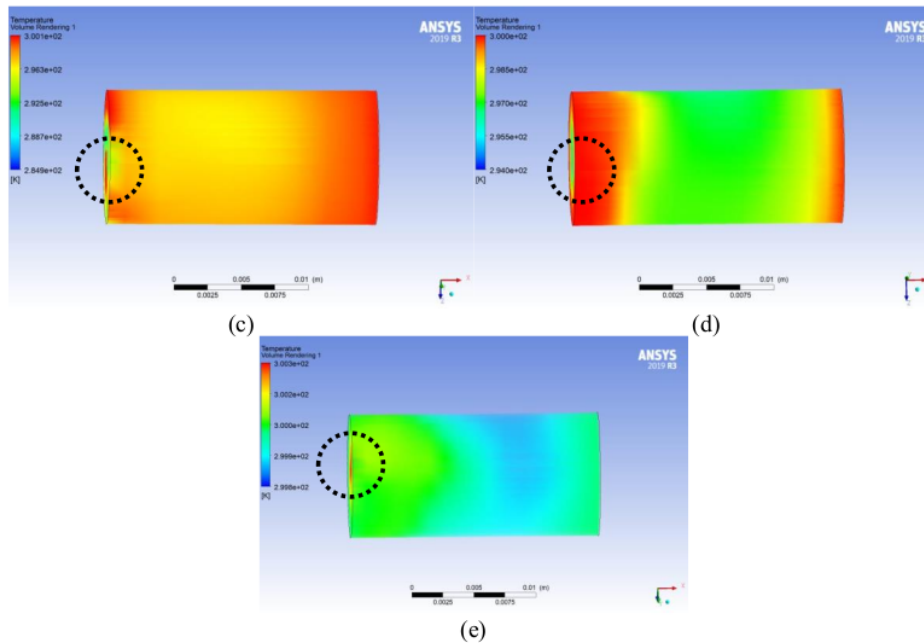 Temperature
Volume Rendering 1
3.001e+02
2.963e+02
2.925e+02
2.887e+02
2.849e+02
[K]
ANSYS
2019 R3
0 0.005 0.01 (m)
0.0025 0.0075
X
Z
(c)
Temperature
Volume Rendering 1
3.000e+02
2.985e+02
2.970e+02
2.955e+02
2.940e+02
[K]
ANSYS
2019 R3
0 0.005 0.01 (m)
0.0025 0.0075
X
Z
(d)
Temperature
Volume Rendering 1
3.003e+02
3.002e+02
3.000e+02
2.999e+02
2.998e+02
[K]
ANSYS
2019 R3
0 0.005 0.01 (m)
0.0025 0.0075
X
(e)